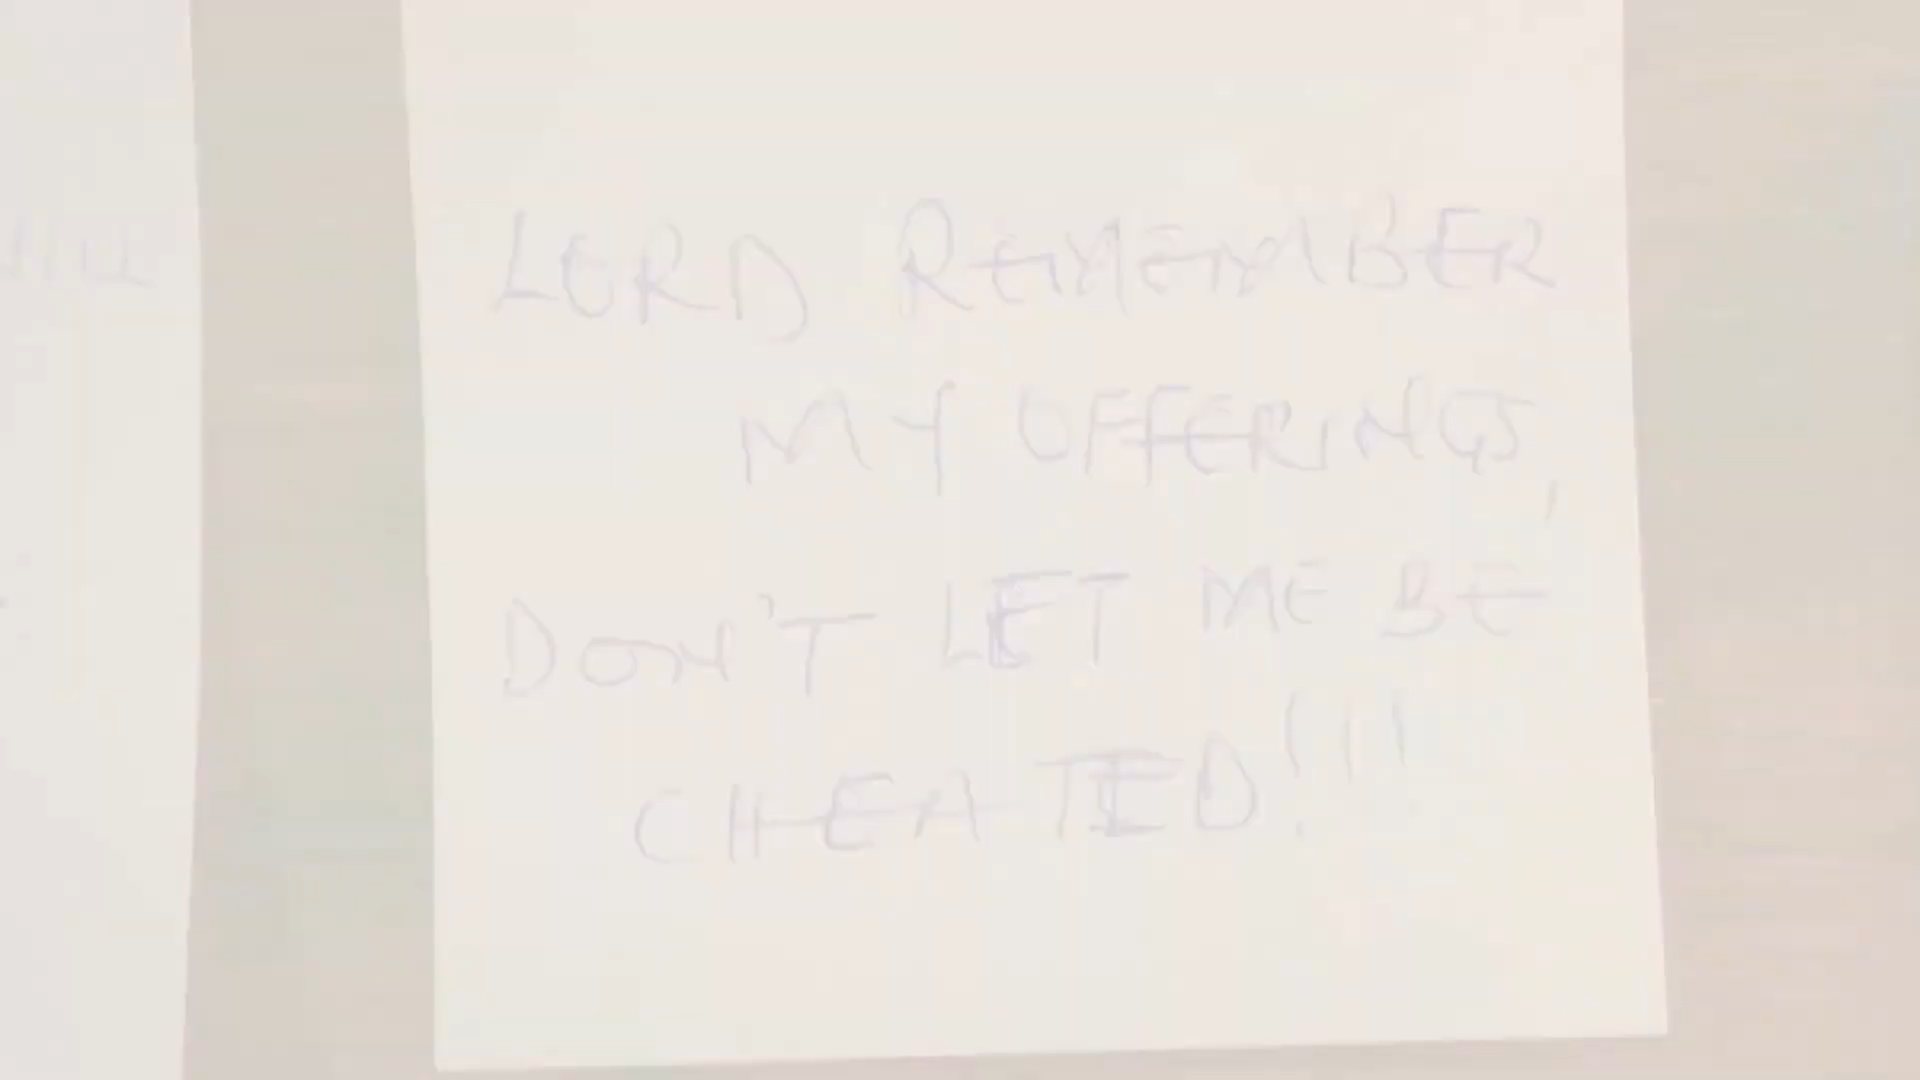 LORD REMEMBER
MY OFFERINGS,
DON'T LET ME BE
CHEATED!!!